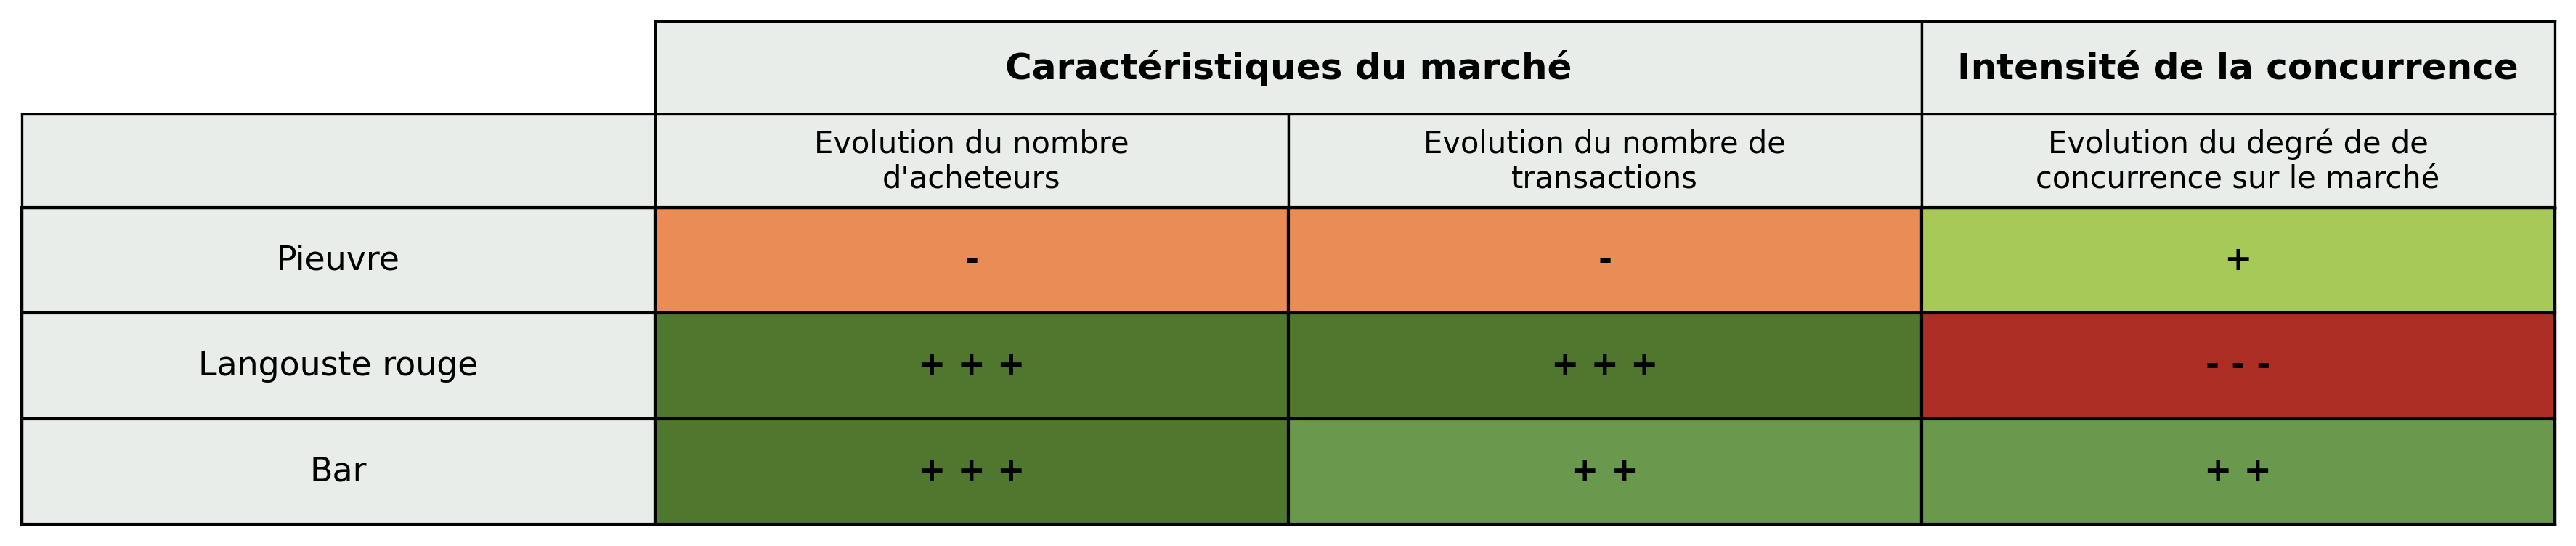 Caractéristiques du marché
Intensité de la concurrence
Evolution du nombre
d'acheteurs
Evolution du nombre de
transactions
Evolution du degré de de
concurrence sur le marché
Pieuvre
-
-
+
Langouste rouge
+ + +
+ + +
- - -
Bar
+ + +
+ +
+ +